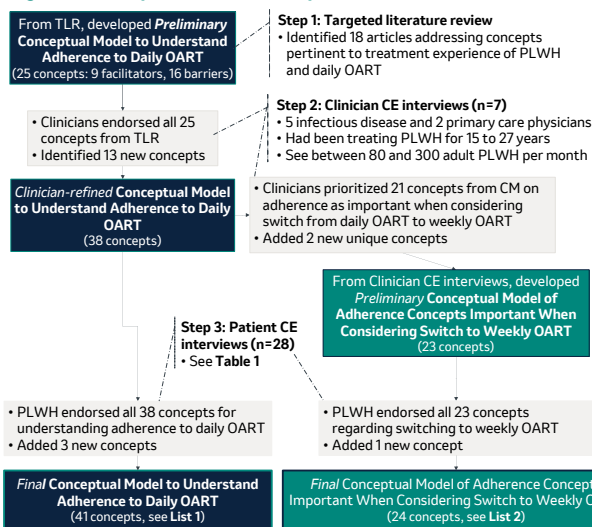 From TLR, developed Preliminary
Conceptual Model to Understand
Adherence to Daily OART
(25 concepts: 9 facilitators, 16 barriers)
Step 1: Targeted literature review
• Identified 18 articles addressing concepts
pertinent to treatment experience of PLWH
and daily OART
• Clinicians endorsed all 25
concepts from TLR
• Identified 13 new concepts
Step 2: Clinician CE interviews (n=7)
• 5 infectious disease and 2 primary care physicians
• Had been treating PLWH for 15 to 27 years
• See between 80 and 300 adult PLWH per month
Clinician-refined Conceptual Model
to Understand Adherence to Daily
OART
(38 concepts)
• Clinicians prioritized 21 concepts from CM on
adherence as important when considering
switch from daily OART to weekly OART
• Added 2 new unique concepts
From Clinician CE interviews, developed
Preliminary Conceptual Model of
Adherence Concepts Important When
Considering Switch to Weekly OART
(23 concepts)
Step 3: Patient CE
interviews (n=28)
• See Table 1
• PLWH endorsed all 38 concepts for
understanding adherence to daily OART
• Added 3 new concepts
• PLWH endorsed all 23 concepts
regarding switching to weekly OART
• Added 1 new concept
Final Conceptual Model to Understand
Adherence to Daily OART
(41 concepts, see List 1)
Final Conceptual Model of Adherence Concept
Important When Considering Switch to Weekly O
(24 concepts, see List 2)